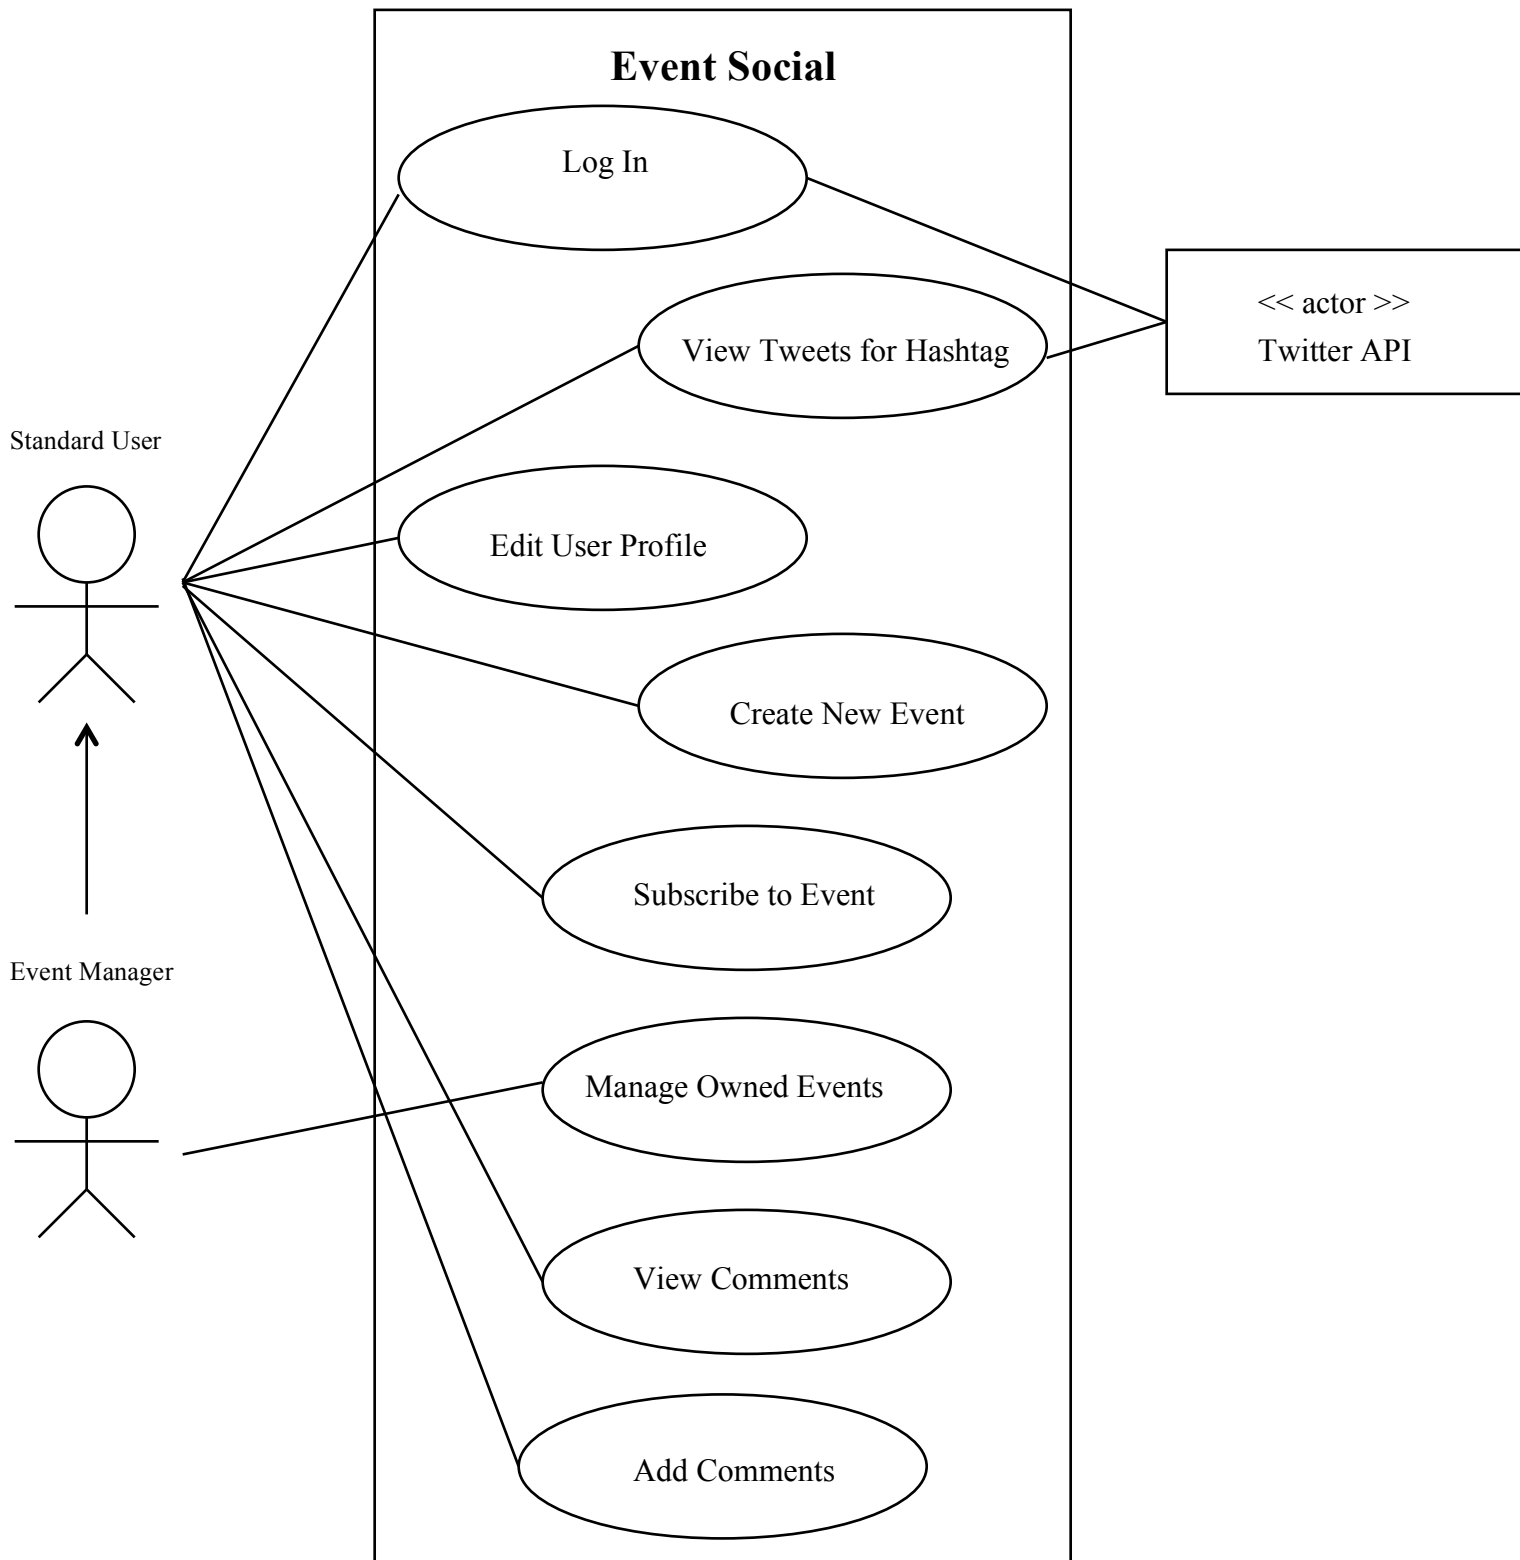 Event Social
Log In
<< actor >>
Twitter API
View Tweets for Hashtag
Standard User
Edit User Profile
Create New Event
Subscribe to Event
Event Manager
Manage Owned Events
View Comments
Add Comments